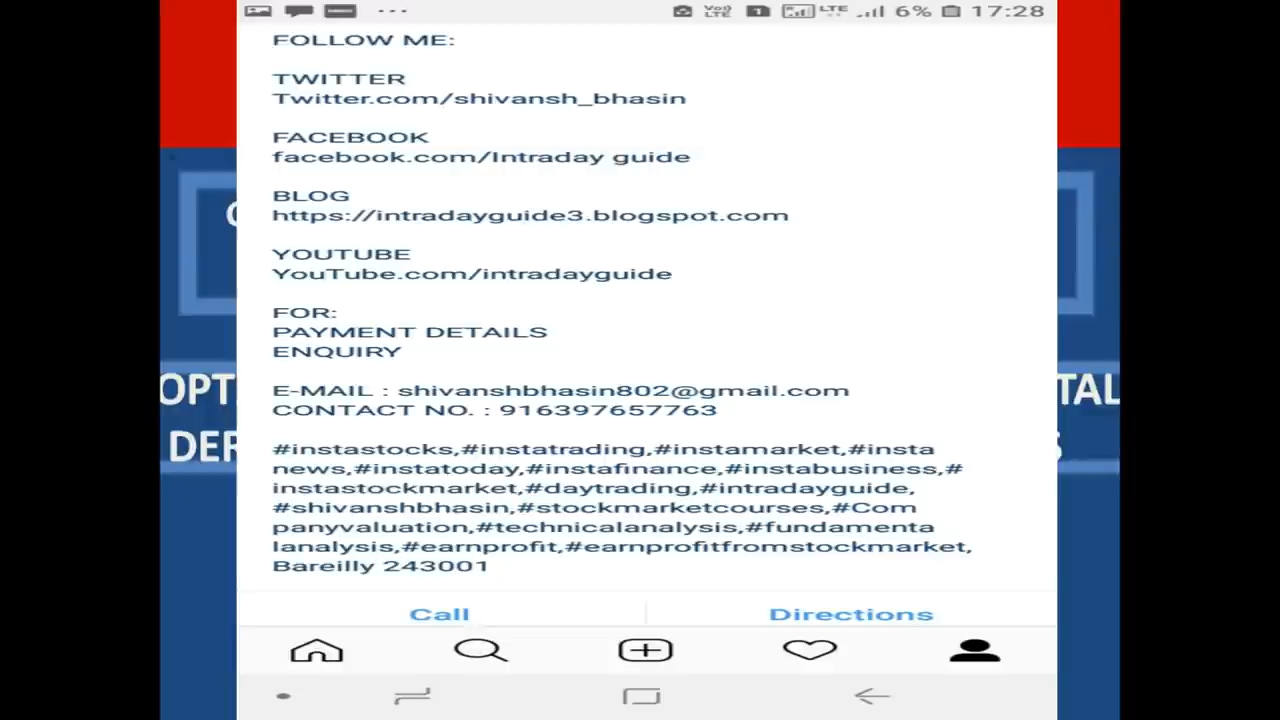 6% 17:28
FOLLOW ME:
TWITTER
Twitter.com/shivansh_bhasin
FACEBOOK
facebook.com/Intraday guide
BLOG
https://intradayguide3.blogspot.com
YOUTUBE
YouTube.com/intradayguide
FOR:
PAYMENT DETAILS
ENQUIRY
E-MAIL : shivanshbhasin802@gmail.com
CONTACT NO. : 916397657763
#instastocks,#instatrading,#instamarket,#insta
news,#instatoday,#instafinance,#instabusiness,#
instastockmarket,#daytrading,#intradayguide,
#shivanshbhasin,#stockmarketcourses,#Com
panyvaluation,#technicalanalysis,#fundamenta
lanalysis,#earnprofit,#earnprofitfromstockmarket,
Bareilly 243001
Call Directions
OPT TAL
DER S